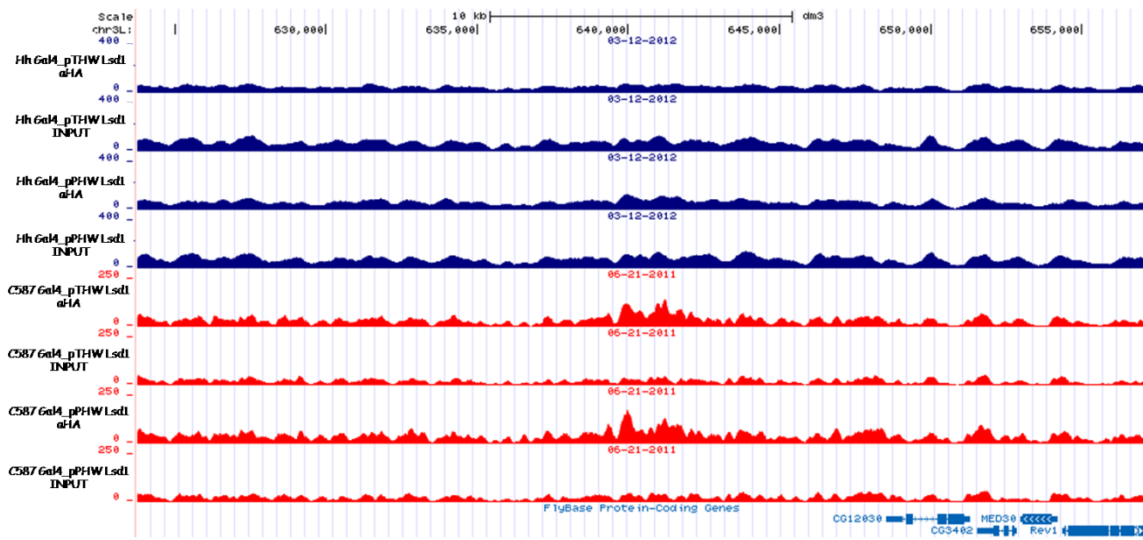 Scale 10 kb dm3
chr3L: 630,000 635,000 640,000 645,000 650,000 655,000
400 03-12-2012
Hh Gal4_pTHW Lsd1
aHA
0
400 03-12-2012
Hh Gal4_pTHW Lsd1
INPUT
0
400 03-12-2012
Hh Gal4_pPHW Lsd1
aHA
0
400 03-12-2012
Hh Gal4_pPHW Lsd1
INPUT
0
250 06-21-2011
C587 Gal4_pTHW Lsd1
aHA
0
250 06-21-2011
C587 Gal4_pTHW Lsd1
INPUT
0
250 06-21-2011
C587 Gal4_pPHW Lsd1
aHA
0
250 06-21-2011
C587 Gal4_pPHW Lsd1
INPUT
0
FlyBase Protein-Coding Genes
CG12030 MED30
CG3402 Rev1